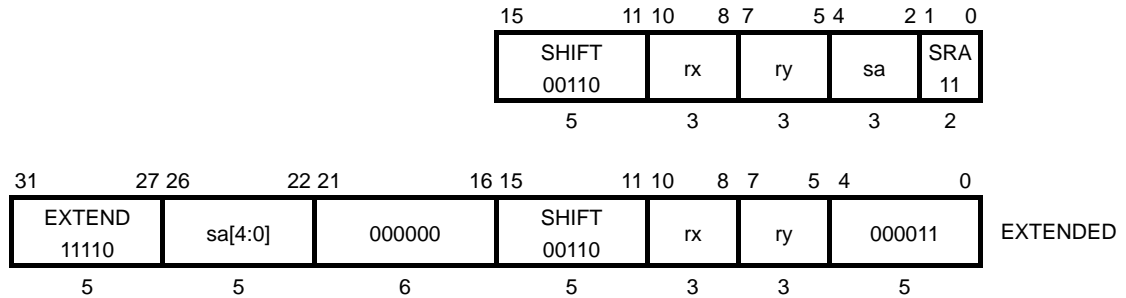 15 11 10 8 7 5 4 2 1 0
SHIFT
00110 rx ry sa SRA
11
5 3 3 3 2
31 27 26 22 21 16 15 11 10 8 7 5 4 0
EXTEND
11110 sa[4:0] 000000 SHIFT
00110 rx ry 000011 EXTENDED
5 5 6 5 3 3 5